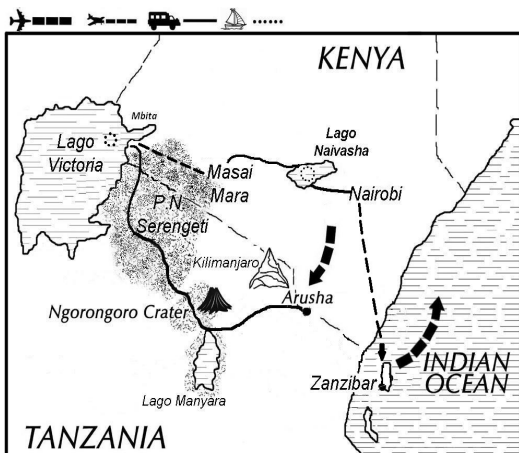 KENYA
Mbita
Lago
Victoria
Lago
Naivasha
Masai
Mara
Nairobi
P.N.
Serengeti
Kilimanjaro
Arusha
Ngorongoro Crater
INDIAN
OCEAN
Zanzibar
Lago Manyara
TANZANIA